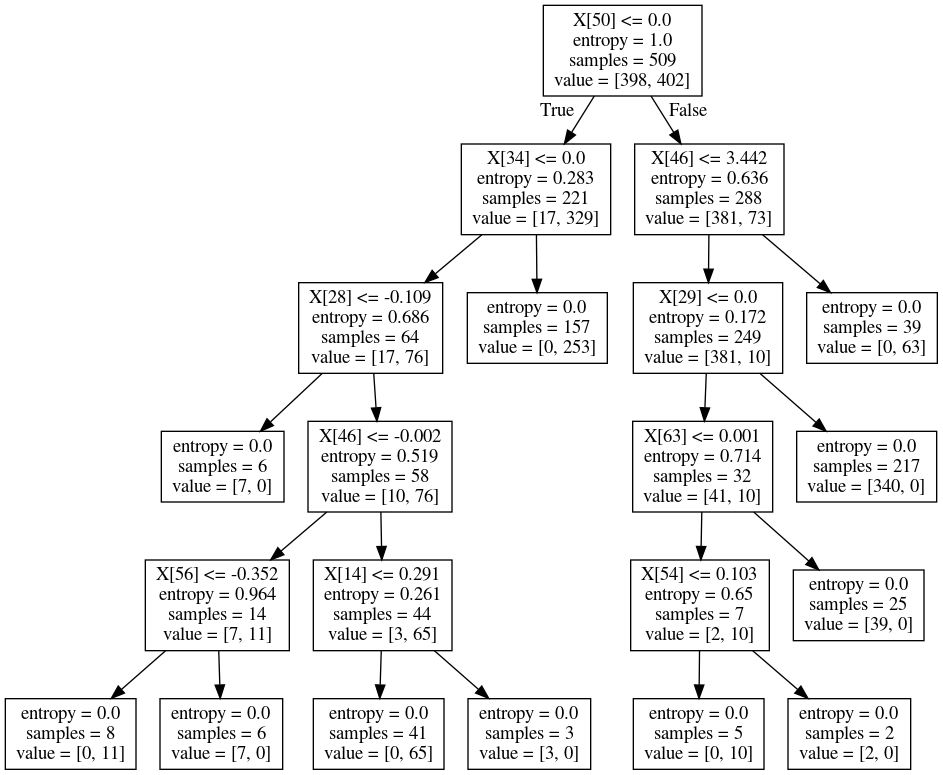 X[50] <= 0.0
entropy = 1.0
samples = 509
value = [398, 402]
True
False
X[34] <= 0.0
entropy = 0.283
samples = 221
value = [17, 329]
X[46] <= 3.442
entropy = 0.636
samples = 288
value = [381, 73]
X[28] <= -0.109
entropy = 0.686
samples = 64
value = [17, 76]
entropy = 0.0
samples = 157
value = [0, 253]
X[29] <= 0.0
entropy = 0.172
samples = 249
value = [381, 10]
entropy = 0.0
samples = 39
value = [0, 63]
entropy = 0.0
samples = 6
value = [7, 0]
X[46] <= -0.002
entropy = 0.519
samples = 58
value = [10, 76]
X[63] <= 0.001
entropy = 0.714
samples = 32
value = [41, 10]
entropy = 0.0
samples = 217
value = [340, 0]
X[56] <= -0.352
entropy = 0.964
samples = 14
value = [7, 11]
X[14] <= 0.291
entropy = 0.261
samples = 44
value = [3, 65]
X[54] <= 0.103
entropy = 0.65
samples = 7
value = [2, 10]
entropy = 0.0
samples = 25
value = [39, 0]
entropy = 0.0
samples = 8
value = [0, 11]
entropy = 0.0
samples = 6
value = [7, 0]
entropy = 0.0
samples = 41
value = [0, 65]
entropy = 0.0
samples = 3
value = [3, 0]
entropy = 0.0
samples = 5
value = [0, 10]
entropy = 0.0
samples = 2
value = [2, 0]